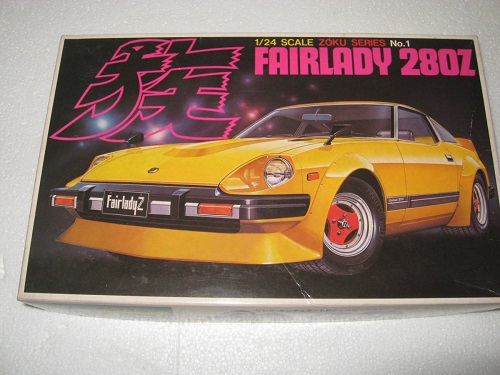 1/24 SCALE ZOKU SERIES No.1
FAIRLADY 280Z
Fairlady Z